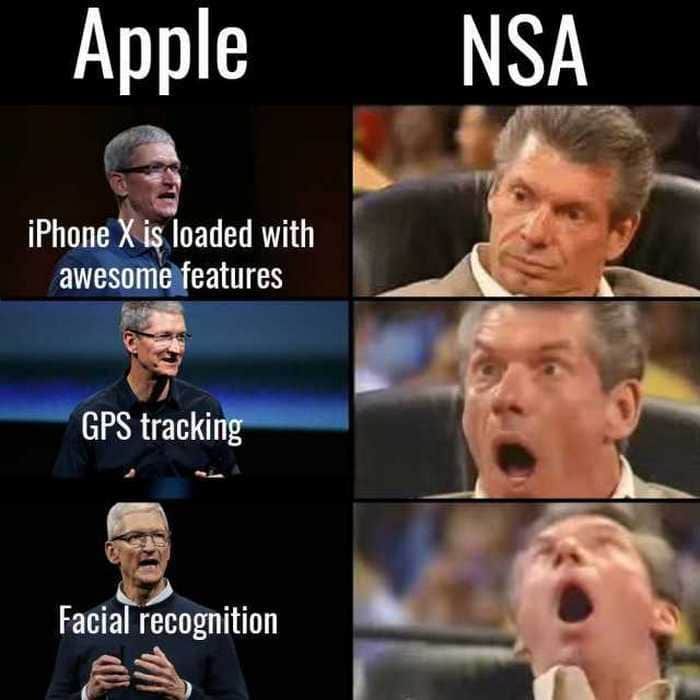 Apple
NSA
iPhone X is loaded with
awesome features
GPS tracking
Facial recognition